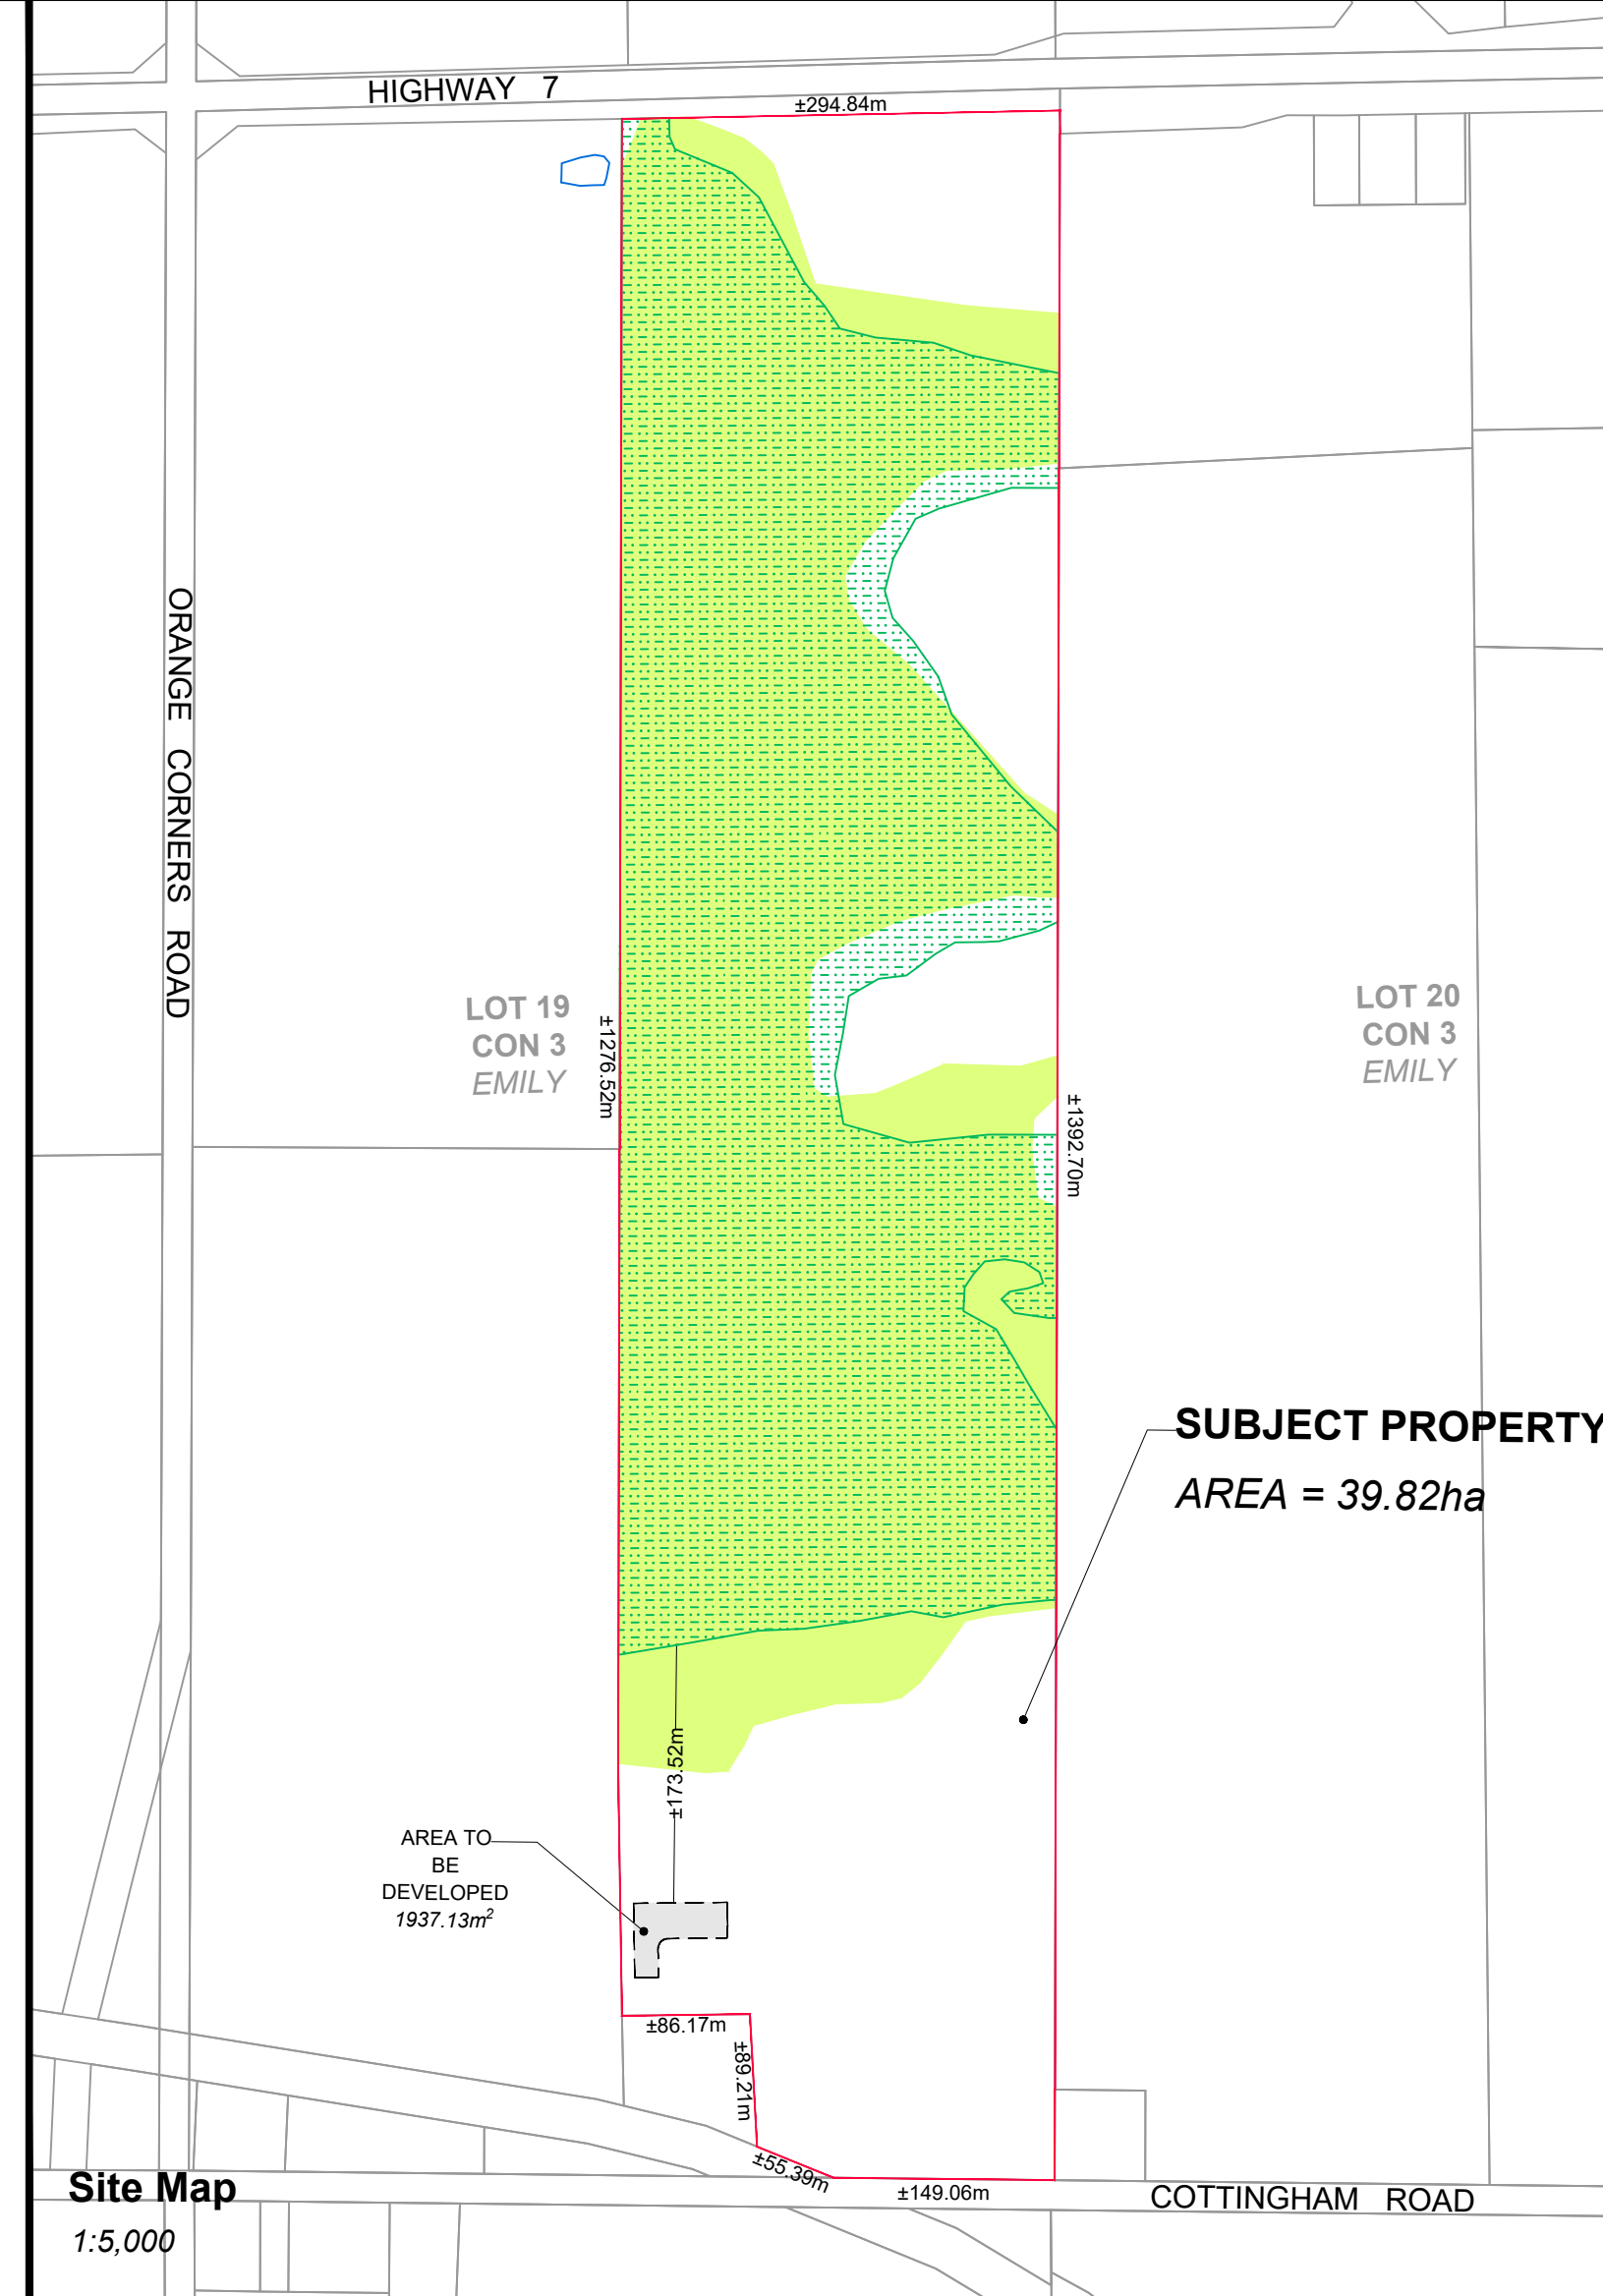 HIGHWAY 7
±294.84m
ORANGE CORNERS ROAD
LOT 19
CON 3
EMILY
±1276.52m
LOT 20
CON 3
EMILY
±1392.70m
SUBJECT PROPERTY
AREA = 39.82ha
±173.52m
AREA TO
BE
DEVELOPED
1937.13m²
±86.17m
±89.21m
±55.39m
±149.06m
COTTINGHAM ROAD
Site Map
1:5,000